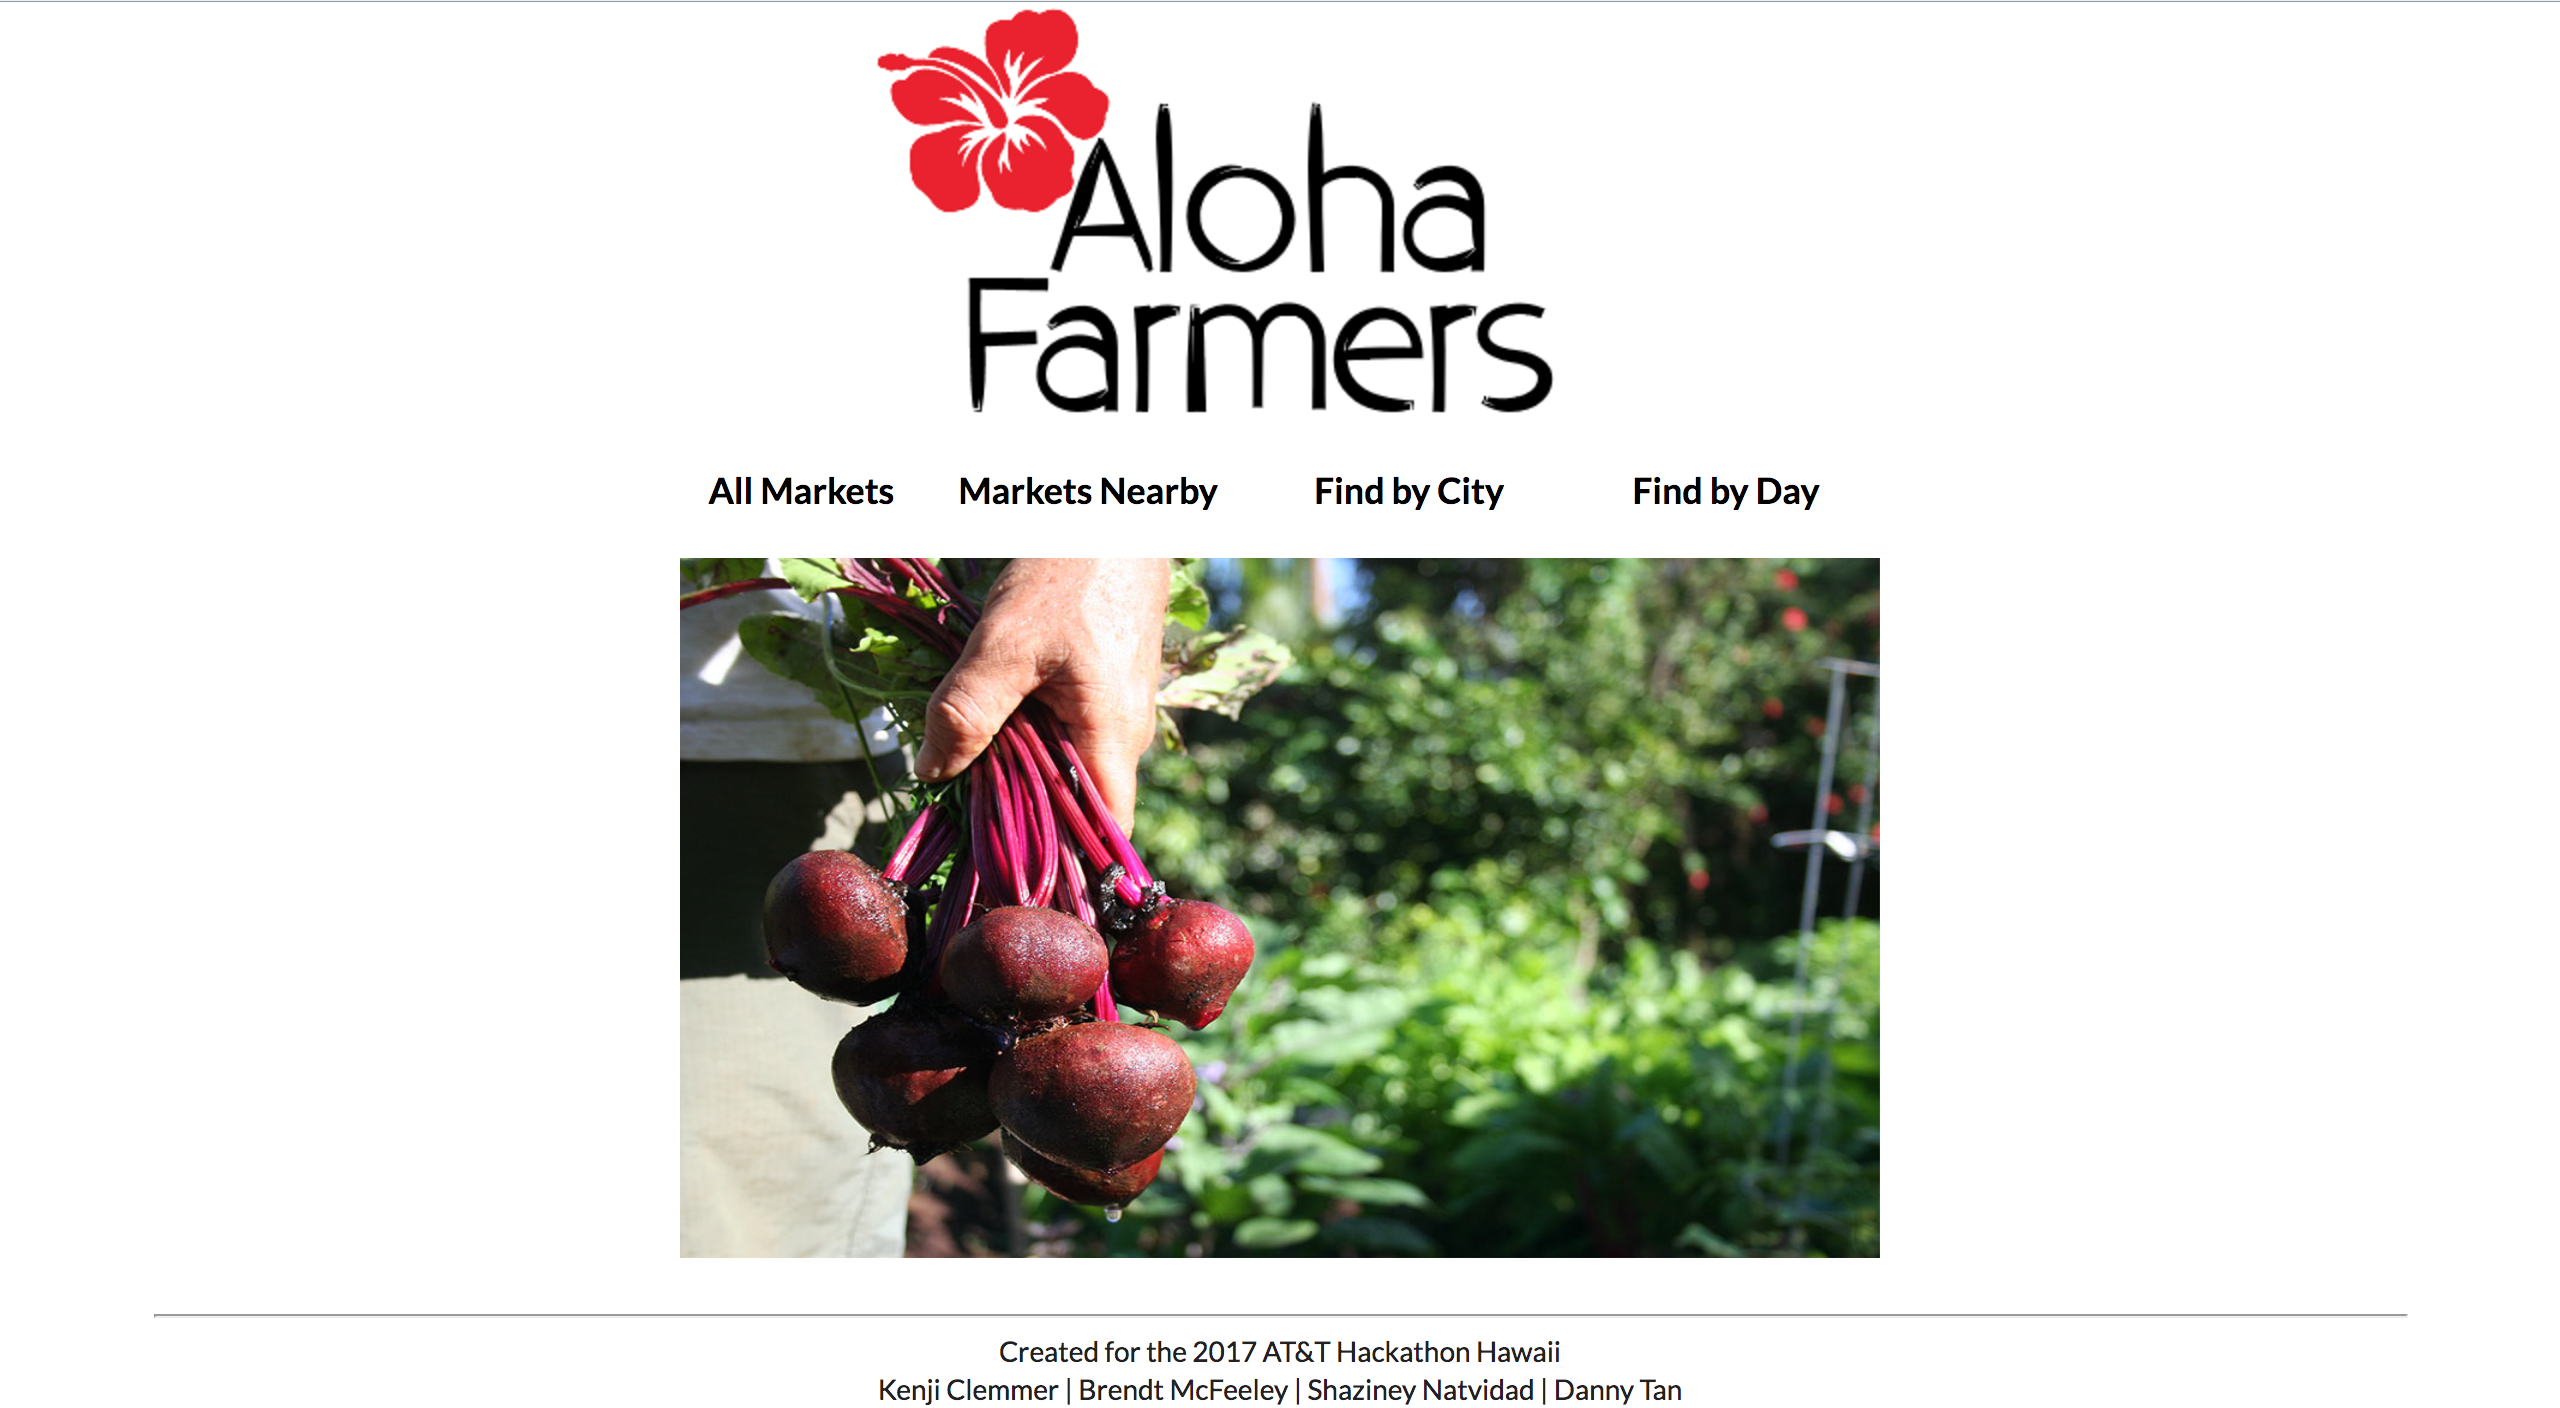 Aloha
Farmers
All Markets Markets Nearby Find by City Find by Day
Created for the 2017 AT&T Hackathon Hawaii
Kenji Clemmer | Brendt McFeeley | Shaziney Natvidad | Danny Tan